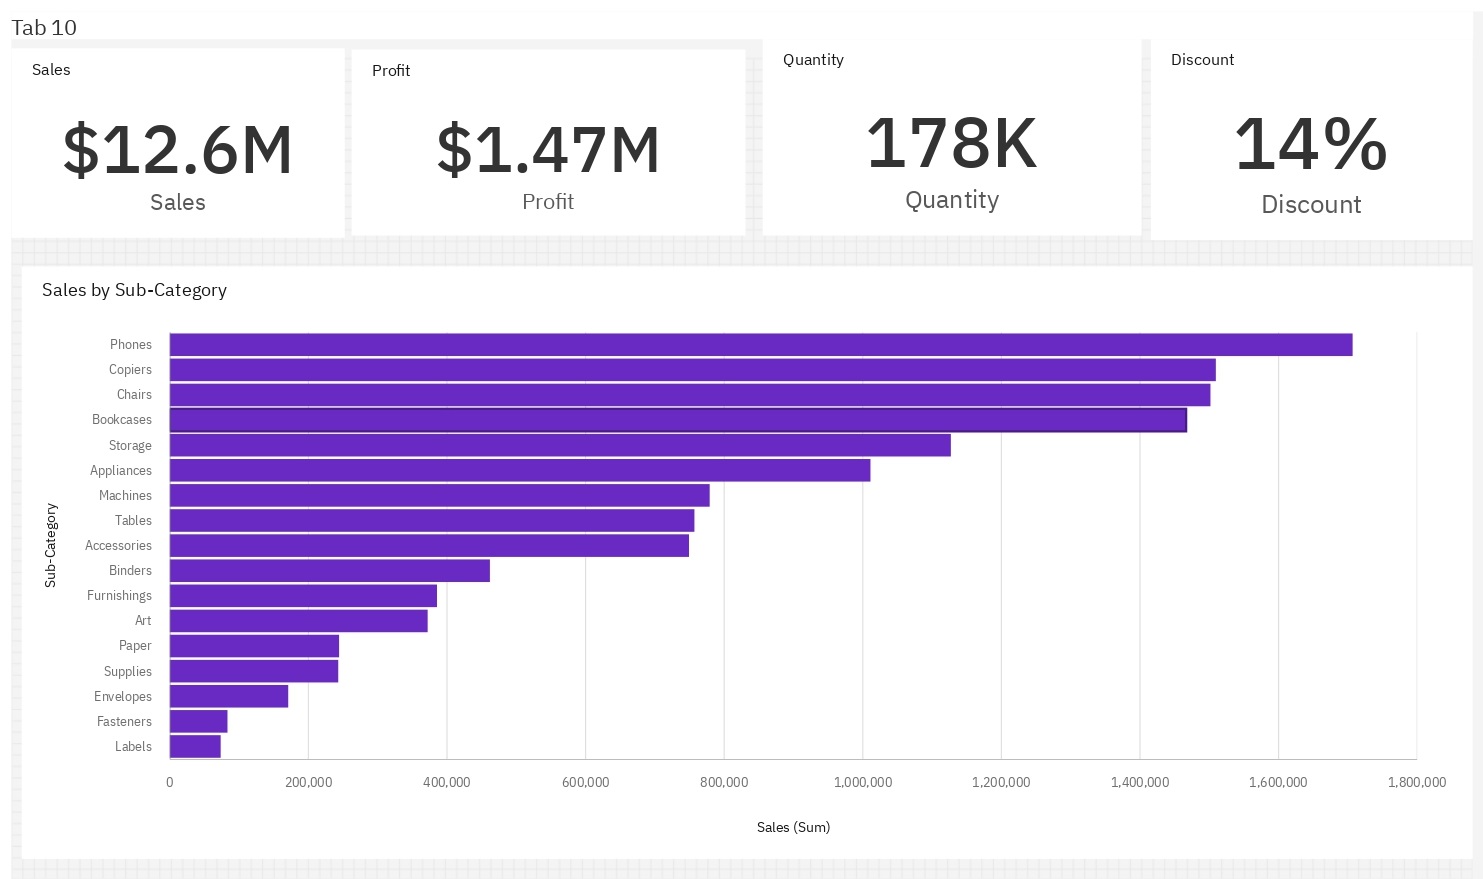 Tab 10
Sales
$12.6M
Sales
Profit
$1.47M
Profit
Quantity
178K
Quantity
Discount
14%
Discount
Sales by Sub-Category
Sub-Category
Phones
Copiers
Chairs
Bookcases
Storage
Appliances
Machines
Tables
Accessories
Binders
Furnishings
Art
Paper
Supplies
Envelopes
Fasteners
Labels
0 200,000 400,000 600,000 800,000 1,000,000 1,200,000 1,400,000 1,600,000 1,800,000
Sales (Sum)